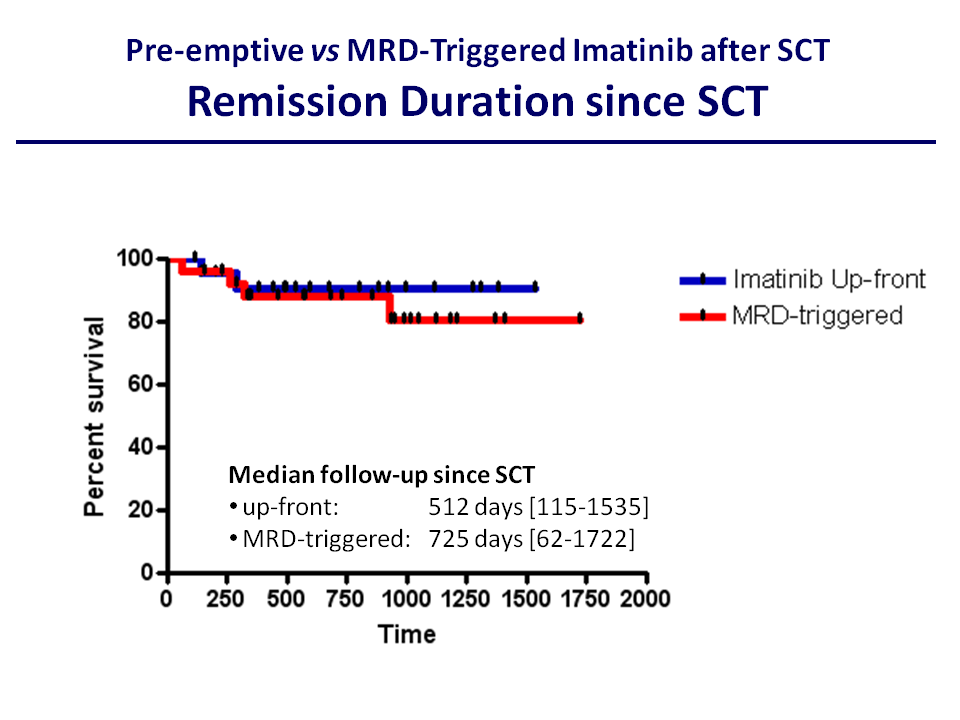 Pre-emptive vs MRD-Triggered Imatinib after SCT
Remission Duration since SCT
100
80
60
40
20
0
Percent survival
Imatinib Up-front
MRD-triggered
Median follow-up since SCT
• up-front: 512 days [115-1535]
• MRD-triggered: 725 days [62-1722]
0 250 500 750 1000 1250 1500 1750 2000
Time